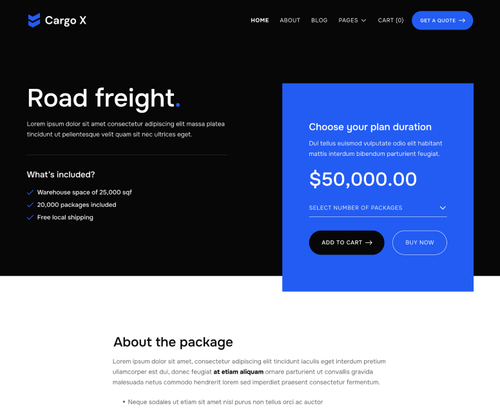 Cargo X
HOME ABOUT BLOG PAGES CART (0) GET A QUOTE
Road freight.
Lorem ipsum dolor sit amet consectetur adipiscing elit massa platea
tincidunt ut pellentesque velit quam sit nec ultrices eget.
What's included?
Warehouse space of 25,000 sqf
20,000 packages included
Free local shipping
Choose your plan duration
Dui tellus euismod vulputate odio elit habitant
mattis interdum bibendum parturient feugiat.
$50,000.00
SELECT NUMBER OF PACKAGES
ADD TO CART BUY NOW
About the package
Lorem ipsum dolor sit amet, consectetur adipiscing elit tincidunt iaculis eget interdum pretium
ullamcorper est dui, donec feugiat at etiam aliquam ornare parturient ut convallis gravida
malesuada netus commodo hendrerit lorem sed imperdiet praesent consectetur fermentum.
• Neque sodales ut etiam sit amet nisl purus non tellus orci ac auctor